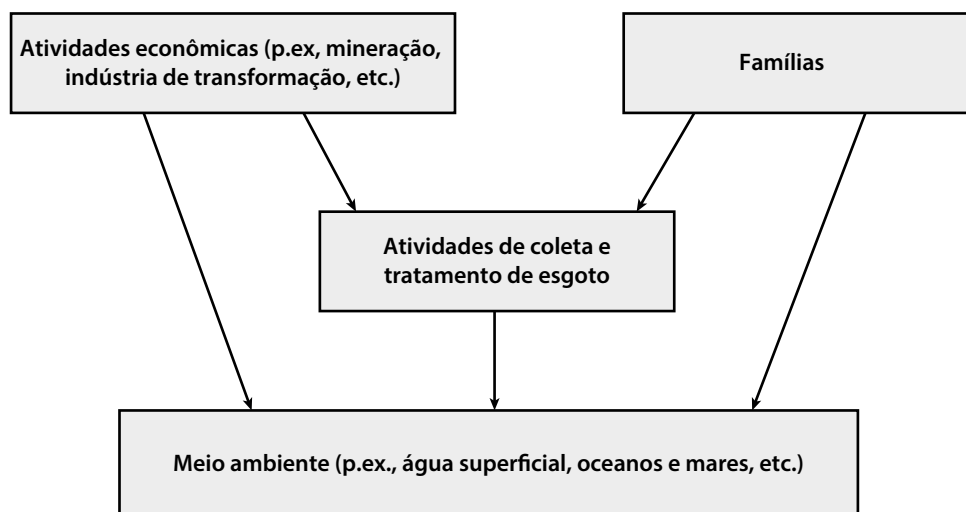 Atividades econômicas (p.ex, mineração,
indústria de transformação, etc.)
Famílias
Atividades de coleta e
tratamento de esgoto
Meio ambiente (p.ex., água superficial, oceanos e mares, etc.)